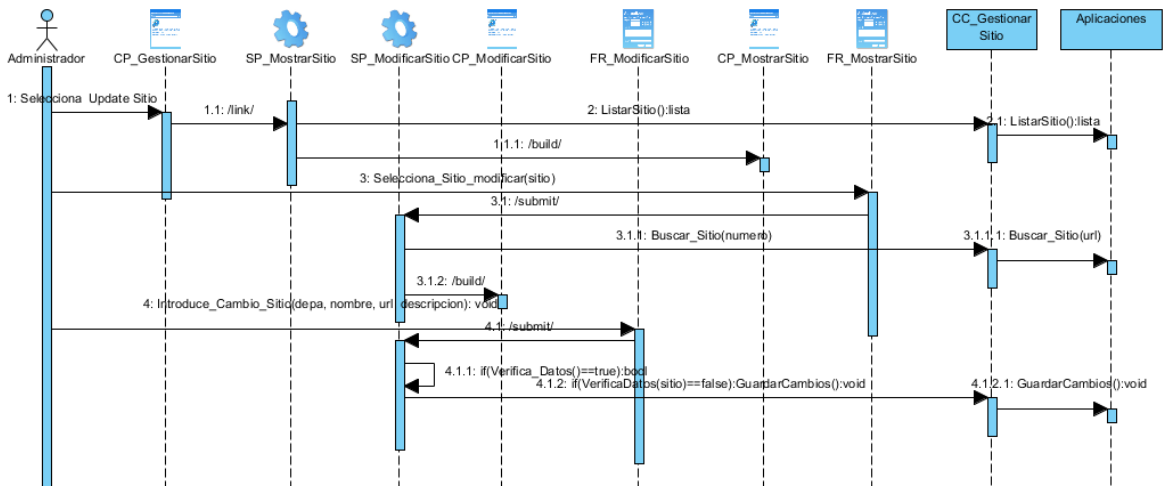 CC_Gestionar
Sitio
Aplicaciones
Administrador
CP_GestionarSitio
SP_MostrarSitio
SP_ModificarSitio
CP_ModificarSitio
FR_ModificarSitio
CP_MostrarSitio
FR_MostrarSitio
1: Selecciona Update Sitio
1.1: /link/
2: ListarSitio():lista
2.1: ListarSitio():lista
1.1.1: /build/
3: Selecciona_Sitio_modificar(sitio)
3.1: /submit/
3.1.1: Buscar_Sitio(numero)
3.1.1.1: Buscar_Sitio(url)
3.1.2: /build/
4: Introduce_Cambio_Sitio(depa, nombre, url, descripcion): void
4.1: /submit/
4.1.1: if(Verifica_Datos()==true):bool
4.1.2: if(VerificaDatos(sitio)==false):GuardarCambios():void
4.1.2.1: GuardarCambios():void